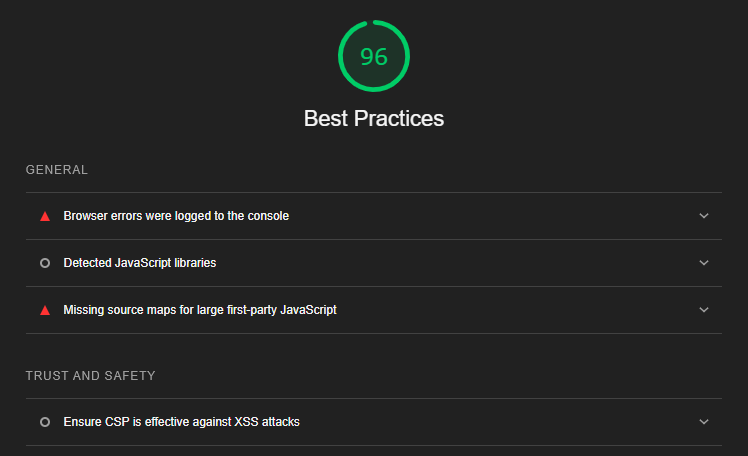 96
Best Practices
GENERAL
Browser errors were logged to the console
Detected JavaScript libraries
Missing source maps for large first-party JavaScript
TRUST AND SAFETY
Ensure CSP is effective against XSS attacks